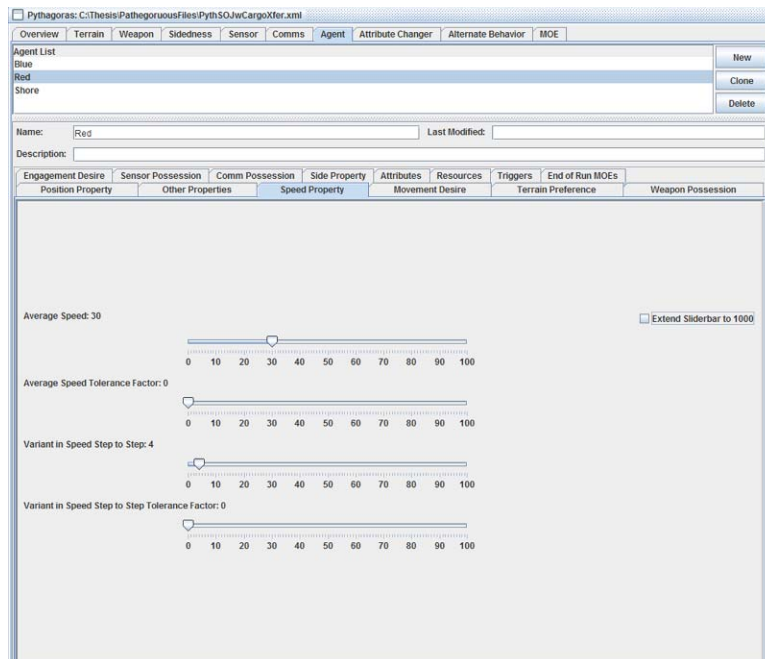 Pythagoras: C:\Thesis\PathegoruousFiles\PythSOJwCargoXfer.xml
Overview Terrain Weapon Sidedness Sensor Comms Agent Attribute Changer Alternate Behavior MOE
Agent List
Blue
Red
Shore
New
Clone
Delete
Name: Red Last Modified:
Description:
Engagement Desire Sensor Possession Comm Possession Side Property Attributes Resources Triggers End of Run MOEs
Position Property Other Properties Speed Property Movement Desire Terrain Preference Weapon Possession
Average Speed: 30 Extend Sliderbar to 1000
0 10 20 30 40 50 60 70 80 90 100
Average Speed Tolerance Factor: 0
0 10 20 30 40 50 60 70 80 90 100
Variant in Speed Step to Step: 4
0 10 20 30 40 50 60 70 80 90 100
Variant in Speed Step to Step Tolerance Factor: 0
0 10 20 30 40 50 60 70 80 90 100